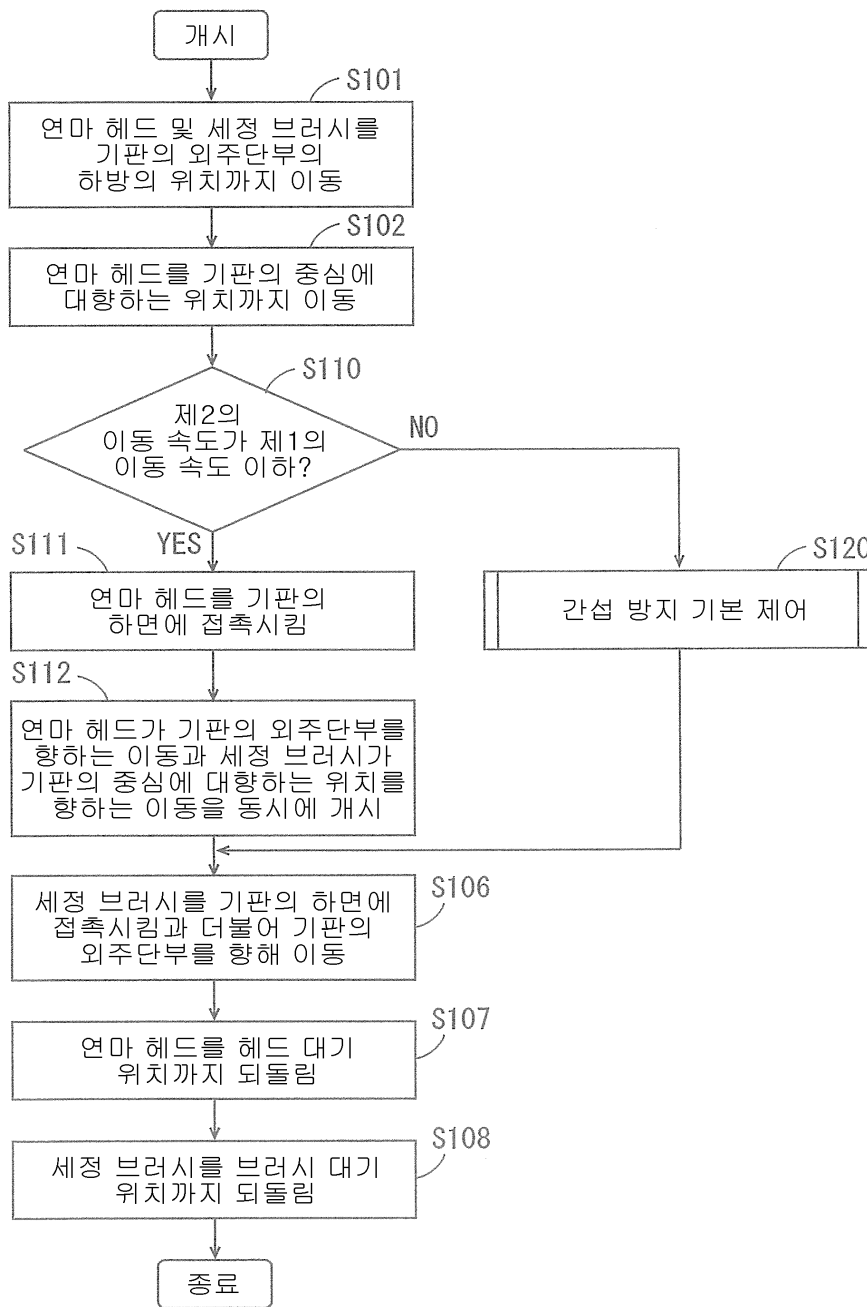 개시
S101
연마 헤드 및 세정 브러시를
기판의 외주단부의
하방의 위치까지 이동
S102
연마 헤드를 기판의 중심에
대향하는 위치까지 이동
S110
제2의
이동 속도가 제1의
이동 속도 이하?
NO
YES
S111
연마 헤드를 기판의
하면에 접촉시킴
S120
간섭 방지 기본 제어
S112
연마 헤드가 기판의 외주단부를
향하는 이동과 세정 브러시가
기판의 중심에 대향하는 위치를
향하는 이동을 동시에 개시
S106
세정 브러시를 기판의 하면에
접촉시킴과 더불어 기판의
외주단부를 향해 이동
S107
연마 헤드를 헤드 대기
위치까지 되돌림
S108
세정 브러시를 브러시 대기
위치까지 되돌림
종료